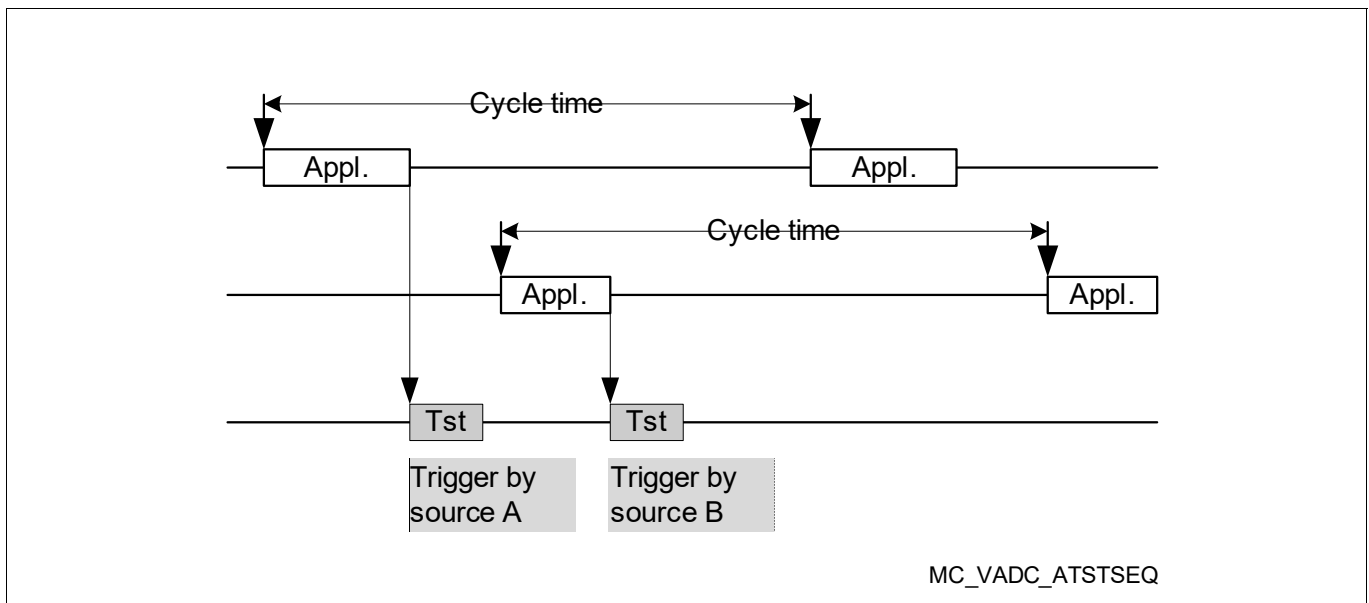 Cycle time
Appl.
Appl.
Cycle time
Appl.
Appl.
Tst
Tst
Trigger by
source A
Trigger by
source B
MC_VADC_ATSTSEQ